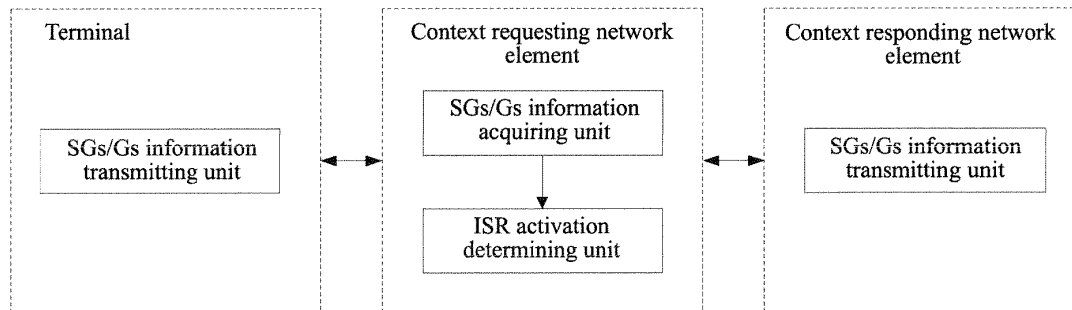 Terminal
SGs/Gs information
transmitting unit
Context requesting network
element
SGs/Gs information
acquiring unit
ISR activation
determining unit
Context responding network
element
SGs/Gs information
transmitting unit